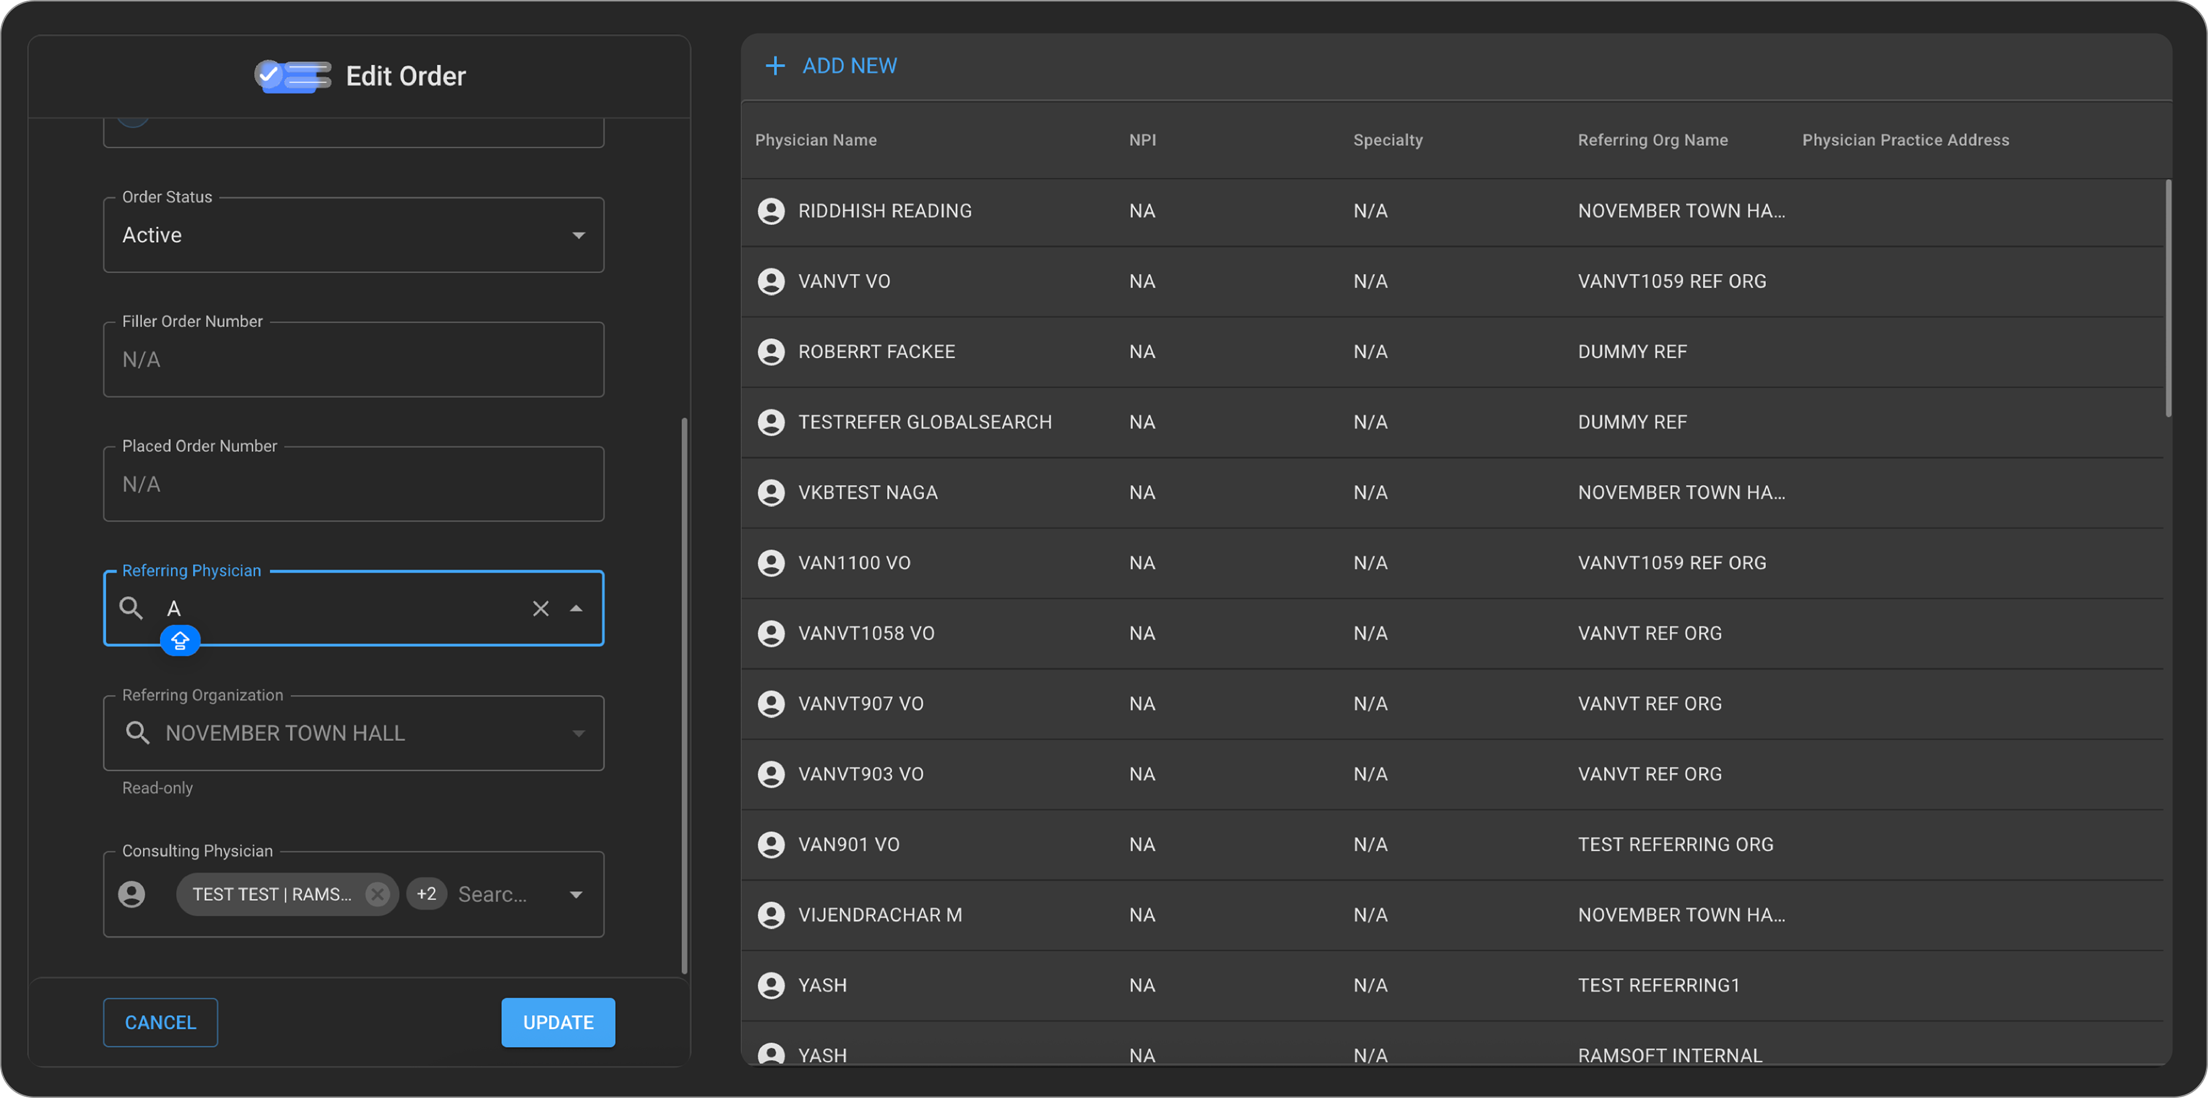 Edit Order
Order Status
Active
Filler Order Number
N/A
Placed Order Number
N/A
Referring Physician
A
Referring Organization
NOVEMBER TOWN HALL
Read-only
Consulting Physician
TEST TEST | RAMS... +2 Searc...
CANCEL UPDATE
ADD NEW
Physician Name NPI Specialty Referring Org Name Physician Practice Address
RIDDHISH READING NA N/A NOVEMBER TOWN HA...
VANVT VO NA N/A VANVT1059 REF ORG
ROBERRT FACKEE NA N/A DUMMY REF
TESTREFER GLOBALSEARCH NA N/A DUMMY REF
VKBTEST NAGA NA N/A NOVEMBER TOWN HA...
VAN1100 VO NA N/A VANVT1059 REF ORG
VANVT1058 VO NA N/A VANVT REF ORG
VANVT907 VO NA N/A VANVT REF ORG
VANVT903 VO NA N/A VANVT REF ORG
VAN901 VO NA N/A TEST REFERRING ORG
VIJENDRACHAR M NA N/A NOVEMBER TOWN HA...
YASH NA N/A TEST REFERRING1
YASH NA N/A RAMSOFT INTERNAL